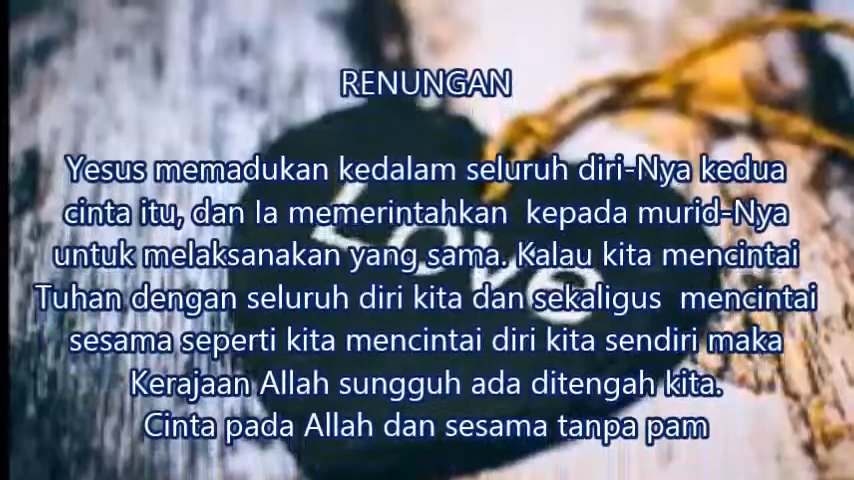 RENUNGAN
Yesus memadukan kedalam seluruh diri-Nya kedua
cinta itu, dan Ia memerintahkan kepada murid-Nya
untuk melaksanakan yang sama. Kalau kita mencintai
Tuhan dengan seluruh diri kita dan sekaligus mencintai
sesama seperti kita mencintai diri kita sendiri maka
Kerajaan Allah sungguh ada ditengah kita.
Cinta pada Allah dan sesama tanpa pam
Love